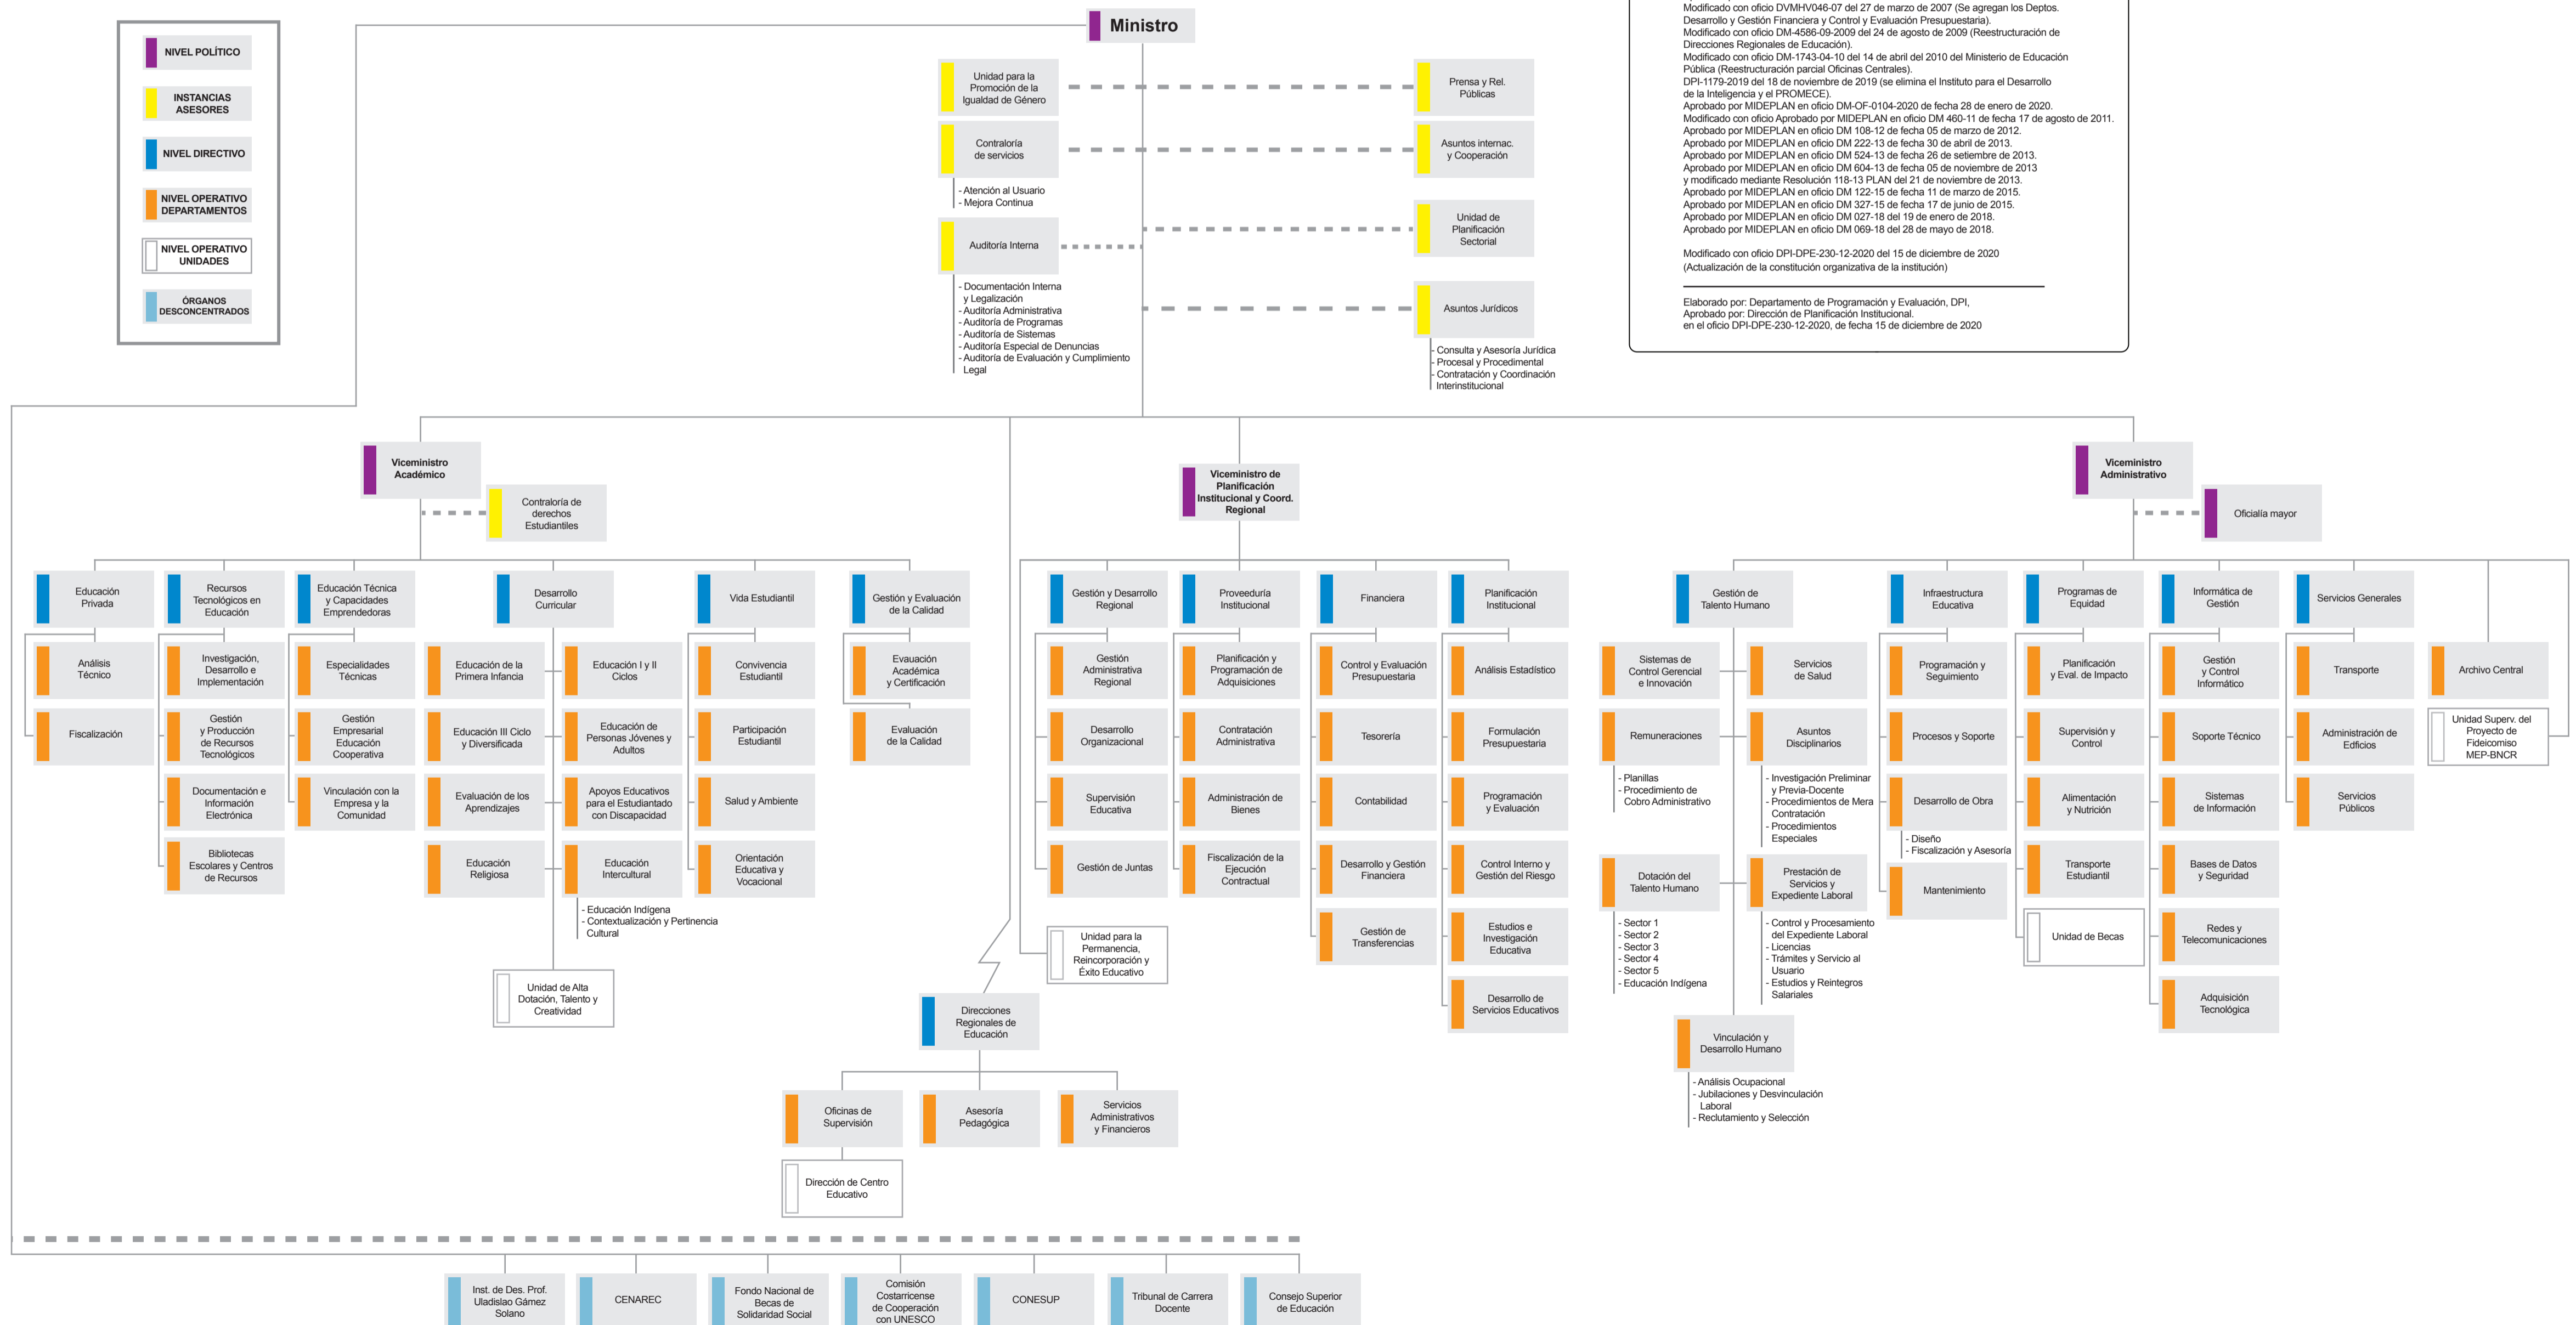 NIVEL POLÍTICO
INSTANCIAS
ASESORES
NIVEL DIRECTIVO
NIVEL OPERATIVO
DEPARTAMENTOS
NIVEL OPERATIVO
UNIDADES
ÓRGANOS
DESCONCENTRADOS
Ministro
Unidad para la
Promoción de la
Igualdad de Género
Prensa y Rel.
Públicas
Contraloría
de servicios
Asuntos internac.
y Cooperación
- Atención al Usuario
- Mejora Continua
Auditoría Interna
Unidad de
Planificación
Sectorial
- Documentación Interna
y Legalización
- Auditoría Administrativa
- Auditoría de Programas
- Auditoría de Sistemas
- Auditoría Especial de Denuncias
- Auditoría de Evaluación y Cumplimiento
Legal
Asuntos Jurídicos
- Consulta y Asesoría Jurídica
- Procesal y Procedimental
- Contratación y Coordinación
Interinstitucional
Modificado con oficio DVMHV046-07 del 27 de marzo de 2007 (Se agregan los Deptos.
Desarrollo y Gestión Financiera y Control y Evaluación Presupuestaria).
Modificado con oficio DM-4586-09-2009 del 24 de agosto de 2009 (Reestructuración de
Direcciones Regionales de Educación).
Modificado con oficio DM-1743-04-10 del 14 de abril del 2010 del Ministerio de Educación
Pública (Reestructuración parcial Oficinas Centrales).
DPI-1179-2019 del 18 de noviembre de 2019 (se elimina el Instituto para el Desarrollo
de la Inteligencia y el PROMECE).
Aprobado por MIDEPLAN en oficio DM-OF-0104-2020 de fecha 28 de enero de 2020.
Modificado con oficio Aprobado por MIDEPLAN en oficio DM 460-11 de fecha 17 de agosto de 2011.
Aprobado por MIDEPLAN en oficio DM 108-12 de fecha 05 de marzo de 2012.
Aprobado por MIDEPLAN en oficio DM 222-13 de fecha 30 de abril de 2013.
Aprobado por MIDEPLAN en oficio DM 524-13 de fecha 26 de setiembre de 2013.
Aprobado por MIDEPLAN en oficio DM 604-13 de fecha 05 de noviembre de 2013
y modificado mediante Resolución 118-13 PLAN del 21 de noviembre de 2013.
Aprobado por MIDEPLAN en oficio DM 122-15 de fecha 11 de marzo de 2015.
Aprobado por MIDEPLAN en oficio DM 327-15 de fecha 17 de junio de 2015.
Aprobado por MIDEPLAN en oficio DM 027-18 del 19 de enero de 2018.
Aprobado por MIDEPLAN en oficio DM 069-18 del 28 de mayo de 2018.
Modificado con oficio DPI-DPE-230-12-2020 del 15 de diciembre de 2020
(Actualización de la constitución organizativa de la institución)
Elaborado por: Departamento de Programación y Evaluación, DPI,
Aprobado por: Dirección de Planificación Institucional.
en el oficio DPI-DPE-230-12-2020, de fecha 15 de diciembre de 2020
Viceministro
Académico
Contraloría de
derechos
Estudiantiles
Viceministro de
Planificación
Institucional y Coord.
Regional
Viceministro
Administrativo
Oficialía mayor
Educación
Privada
Análisis
Técnico
Fiscalización
Recursos
Tecnológicos en
Educación
Investigación,
Desarrollo e
Implementación
Gestión
y Producción
de Recursos
Tecnológicos
Documentación e
Información
Electrónica
Bibliotecas
Escolares y Centros
de Recursos
Educación Técnica
y Capacidades
Emprendedoras
Especialidades
Técnicas
Gestión
Empresarial
Educación
Cooperativa
Vinculación con la
Empresa y la
Comunidad
Desarrollo
Curricular
Educación de la
Primera Infancia
Educación I y II
Ciclos
Educación III Ciclo
y Diversificada
Educación de
Personas Jóvenes y
Adultos
Evaluación de los
Aprendizajes
Apoyos Educativos
para el Estudiantado
con Discapacidad
Educación
Religiosa
Educación
Intercultural
- Educación Indígena
- Contextualización y Pertinencia
Cultural
Unidad de Alta
Dotación, Talento y
Creatividad
Vida Estudiantil
Convivencia
Estudiantil
Participación
Estudiantil
Salud y Ambiente
Orientación
Educativa y
Vocacional
Gestión y Evaluación
de la Calidad
Evauación
Académica
y Certificación
Evaluación
de la Calidad
Gestión y Desarrollo
Regional
Gestión
Administrativa
Regional
Desarrollo
Organizacional
Supervisión
Educativa
Gestión de Juntas
Unidad para la
Permanencia,
Reincorporación y
Éxito Educativo
Proveeduría
Institucional
Planificación y
Programación de
Adquisiciones
Contratación
Administrativa
Administración de
Bienes
Fiscalización de la
Ejecución
Contractual
Financiera
Control y Evaluación
Presupuestaria
Tesorería
Contabilidad
Desarrollo y Gestión
Financiera
Gestión de
Transferencias
Planificación
Institucional
Análisis Estadístico
Formulación
Presupuestaria
Programación
y Evaluación
Control Interno y
Gestión del Riesgo
Estudios e
Investigación
Educativa
Desarrollo de
Servicios Educativos
Gestión de
Talento Humano
Sistemas de
Control Gerencial
e Innovación
Servicios
de Salud
Remuneraciones
- Planillas
- Procedimiento de
Cobro Administrativo
Asuntos
Disciplinarios
- Investigación Preliminar
y Previa-Docente
- Procedimientos de Mera
Contratación
- Procedimientos
Especiales
Dotación del
Talento Humano
- Sector 1
- Sector 2
- Sector 3
- Sector 4
- Sector 5
- Educación Indígena
Prestación de
Servicios y
Expediente Laboral
- Control y Procesamiento
del Expediente Laboral
- Licencias
- Trámites y Servicio al
Usuario
- Estudios y Reintegros
Salariales
Vinculación y
Desarrollo Humano
- Análisis Ocupacional
- Jubilaciones y Desvinculación
Laboral
- Reclutamiento y Selección
Infraestructura
Educativa
Programación y
Seguimiento
Procesos y Soporte
Desarrollo de Obra
- Diseño
- Fiscalización y Asesoría
Mantenimiento
Programas de
Equidad
Planificación
y Eval. de Impacto
Supervisión y
Control
Alimentación
y Nutrición
Transporte
Estudiantil
Unidad de Becas
Informática de
Gestión
Gestión
y Control
Informático
Soporte Técnico
Sistemas
de Información
Bases de Datos
y Seguridad
Redes y
Telecomunicaciones
Adquisición
Tecnológica
Servicios Generales
Transporte
Administración de
Edficios
Servicios
Públicos
Archivo Central
Unidad Superv. del
Proyecto de
Fideicomiso
MEP-BNCR
Direcciones
Regionales de
Educación
Oficinas de
Supervisión
Asesoría
Pedagógica
Servicios
Administrativos
y Financieros
Dirección de Centro
Educativo
Inst. de Des. Prof.
Uladislao Gámez
Solano
CENAREC
Fondo Nacional de
Becas de
Solidaridad Social
Comisión
Costarricense
de Cooperación
con UNESCO
CONESUP
Tribunal de Carrera
Docente
Consejo Superior
de Educación